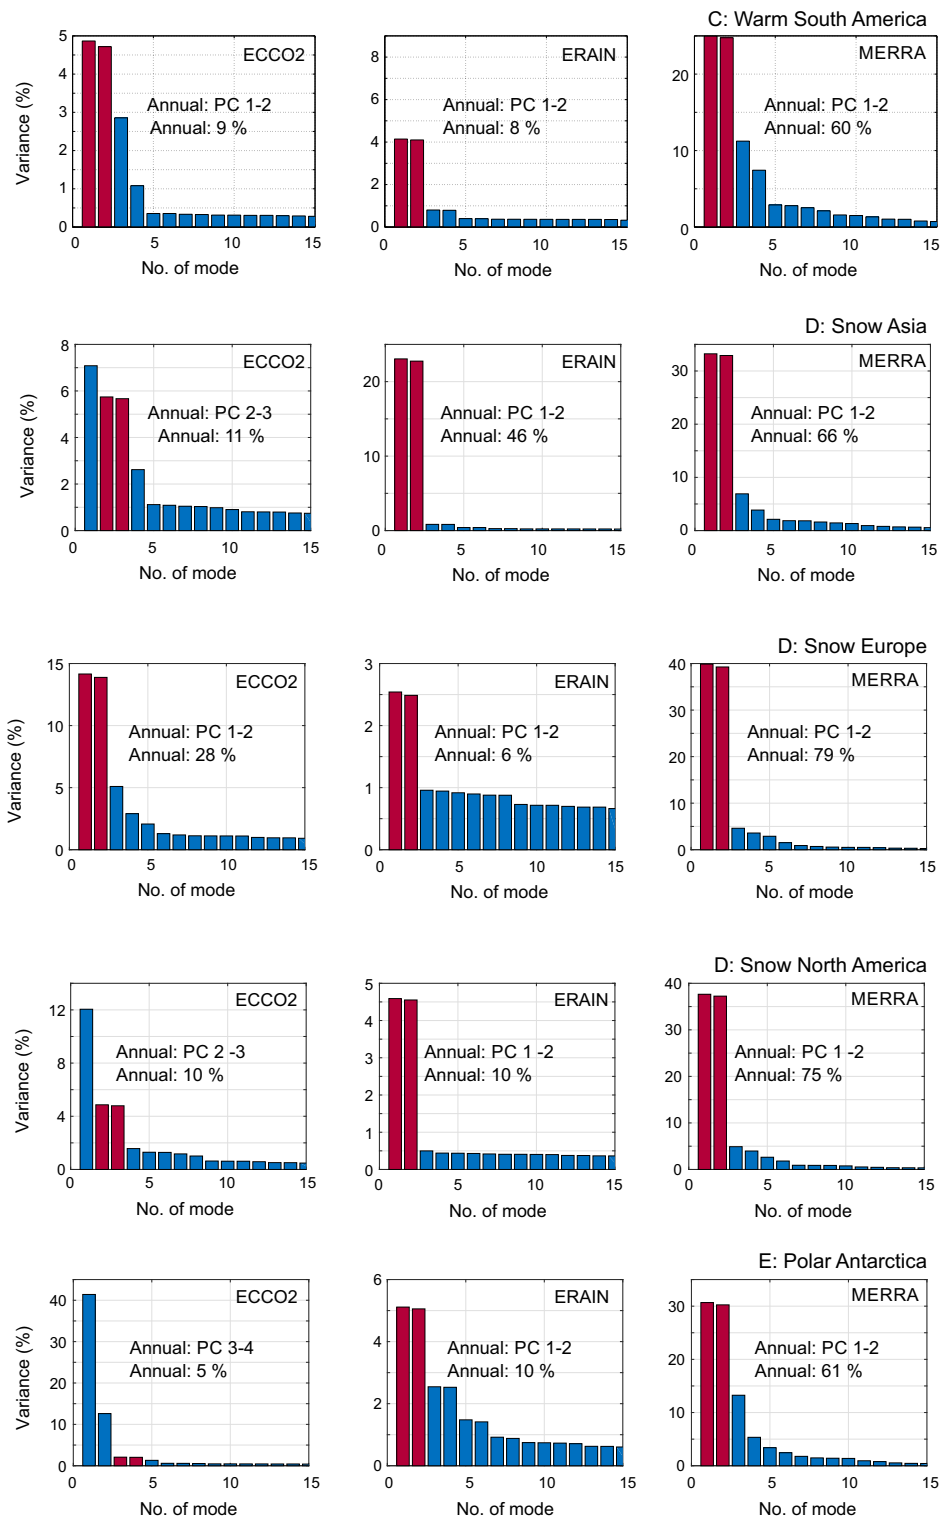 C: Warm South America
Variance (%)
5
4
3
2
1
0
ECCO2
Annual: PC 1-2
Annual: 9 %
0 5 10 15
No. of mode
8
6
4
2
0
ERAIN
Annual: PC 1-2
Annual: 8 %
0 5 10 15
No. of mode
20
10
0
MERRA
Annual: PC 1-2
Annual: 60 %
0 5 10 15
No. of mode
D: Snow Asia
Variance (%)
8
6
4
2
0
ECCO2
Annual: PC 2-3
Annual: 11 %
0 5 10 15
No. of mode
20
10
0
ERAIN
Annual: PC 1-2
Annual: 46 %
0 5 10 15
No. of mode
30
20
10
0
MERRA
Annual: PC 1-2
Annual: 66 %
0 5 10 15
No. of mode
D: Snow Europe
Variance (%)
15
10
5
0
ECCO2
Annual: PC 1-2
Annual: 28 %
0 5 10 15
No. of mode
3
2
1
0
ERAIN
Annual: PC 1-2
Annual: 6 %
0 5 10 15
No. of mode
40
30
20
10
0
MERRA
Annual: PC 1-2
Annual: 79 %
0 5 10 15
No. of mode
D: Snow North America
Variance (%)
12
8
4
0
ECCO2
Annual: PC 2 -3
Annual: 10 %
0 5 10 15
No. of mode
5
4
3
2
1
0
ERAIN
Annual: PC 1 -2
Annual: 10 %
0 5 10 15
No. of mode
40
30
20
10
0
MERRA
Annual: PC 1 -2
Annual: 75 %
0 5 10 15
No. of mode
E: Polar Antarctica
Variance (%)
40
30
20
10
0
ECCO2
Annual: PC 3-4
Annual: 5 %
0 5 10 15
No. of mode
6
4
2
0
ERAIN
Annual: PC 1-2
Annual: 10 %
0 5 10 15
No. of mode
30
20
10
0
MERRA
Annual: PC 1-2
Annual: 61 %
0 5 10 15
No. of mode